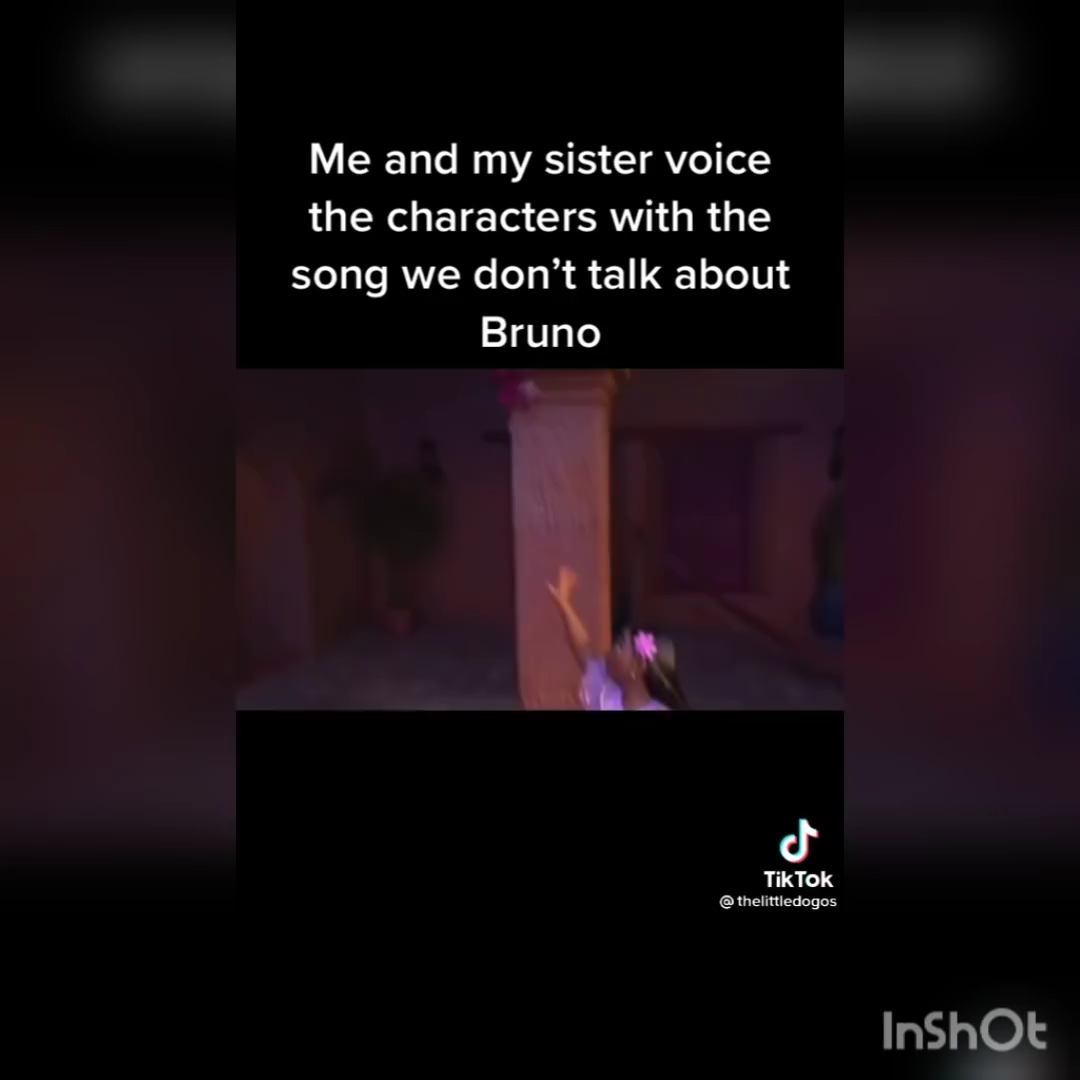 Me and my sister voice
the characters with the
song we don’t talk about
Bruno
TikTok
@ thelittledogos
InShOt